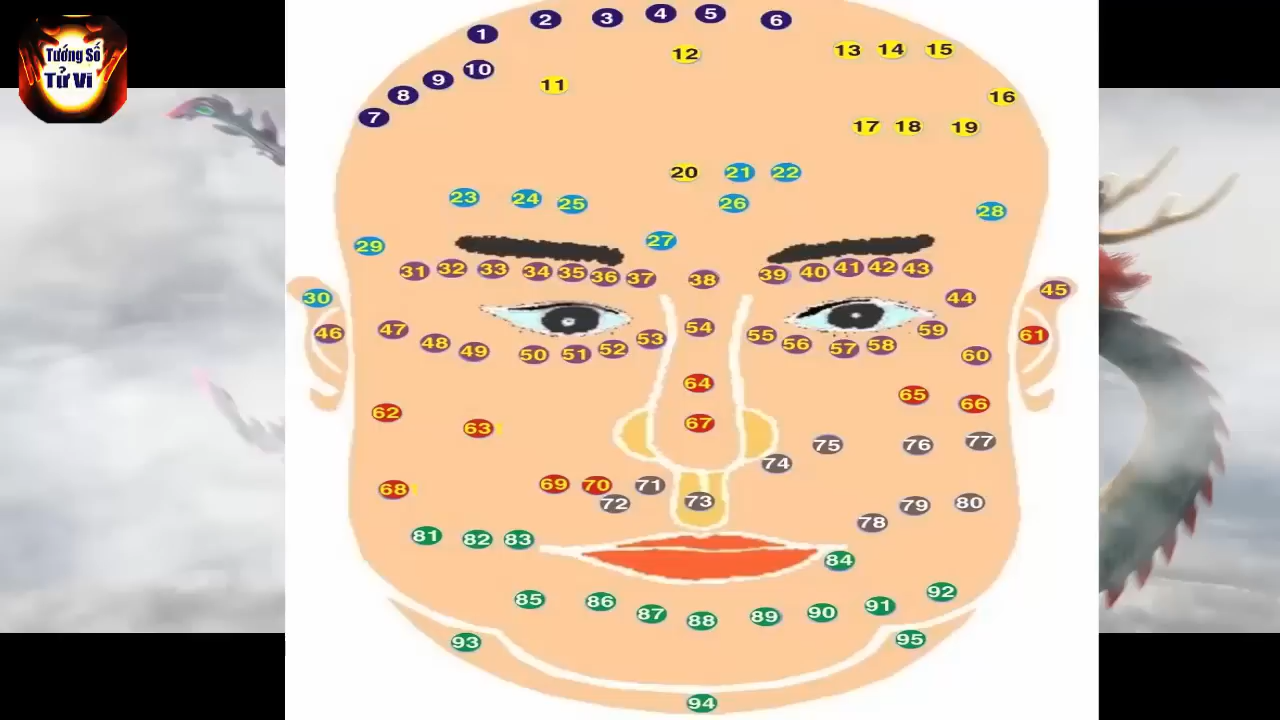 Tướng Số
Tử Vi
1 2 3 4 5 6
7 8 9 10
11 12 13 14 15
16
17 18 19
20 21 22
23 24 25 26 28
29 27
31 32 33 34 35 36 37 38 39 40 41 42 43
30 44 45
46 47 48 49 50 51 52 53 54 55 56 57 58 59 60 61
62 63 64 65 66
67
68 69 70 71 72 73 74 75 76 77
78 79 80
81 82 83 84
85 86 87 88 89 90 91 92
93 95
94